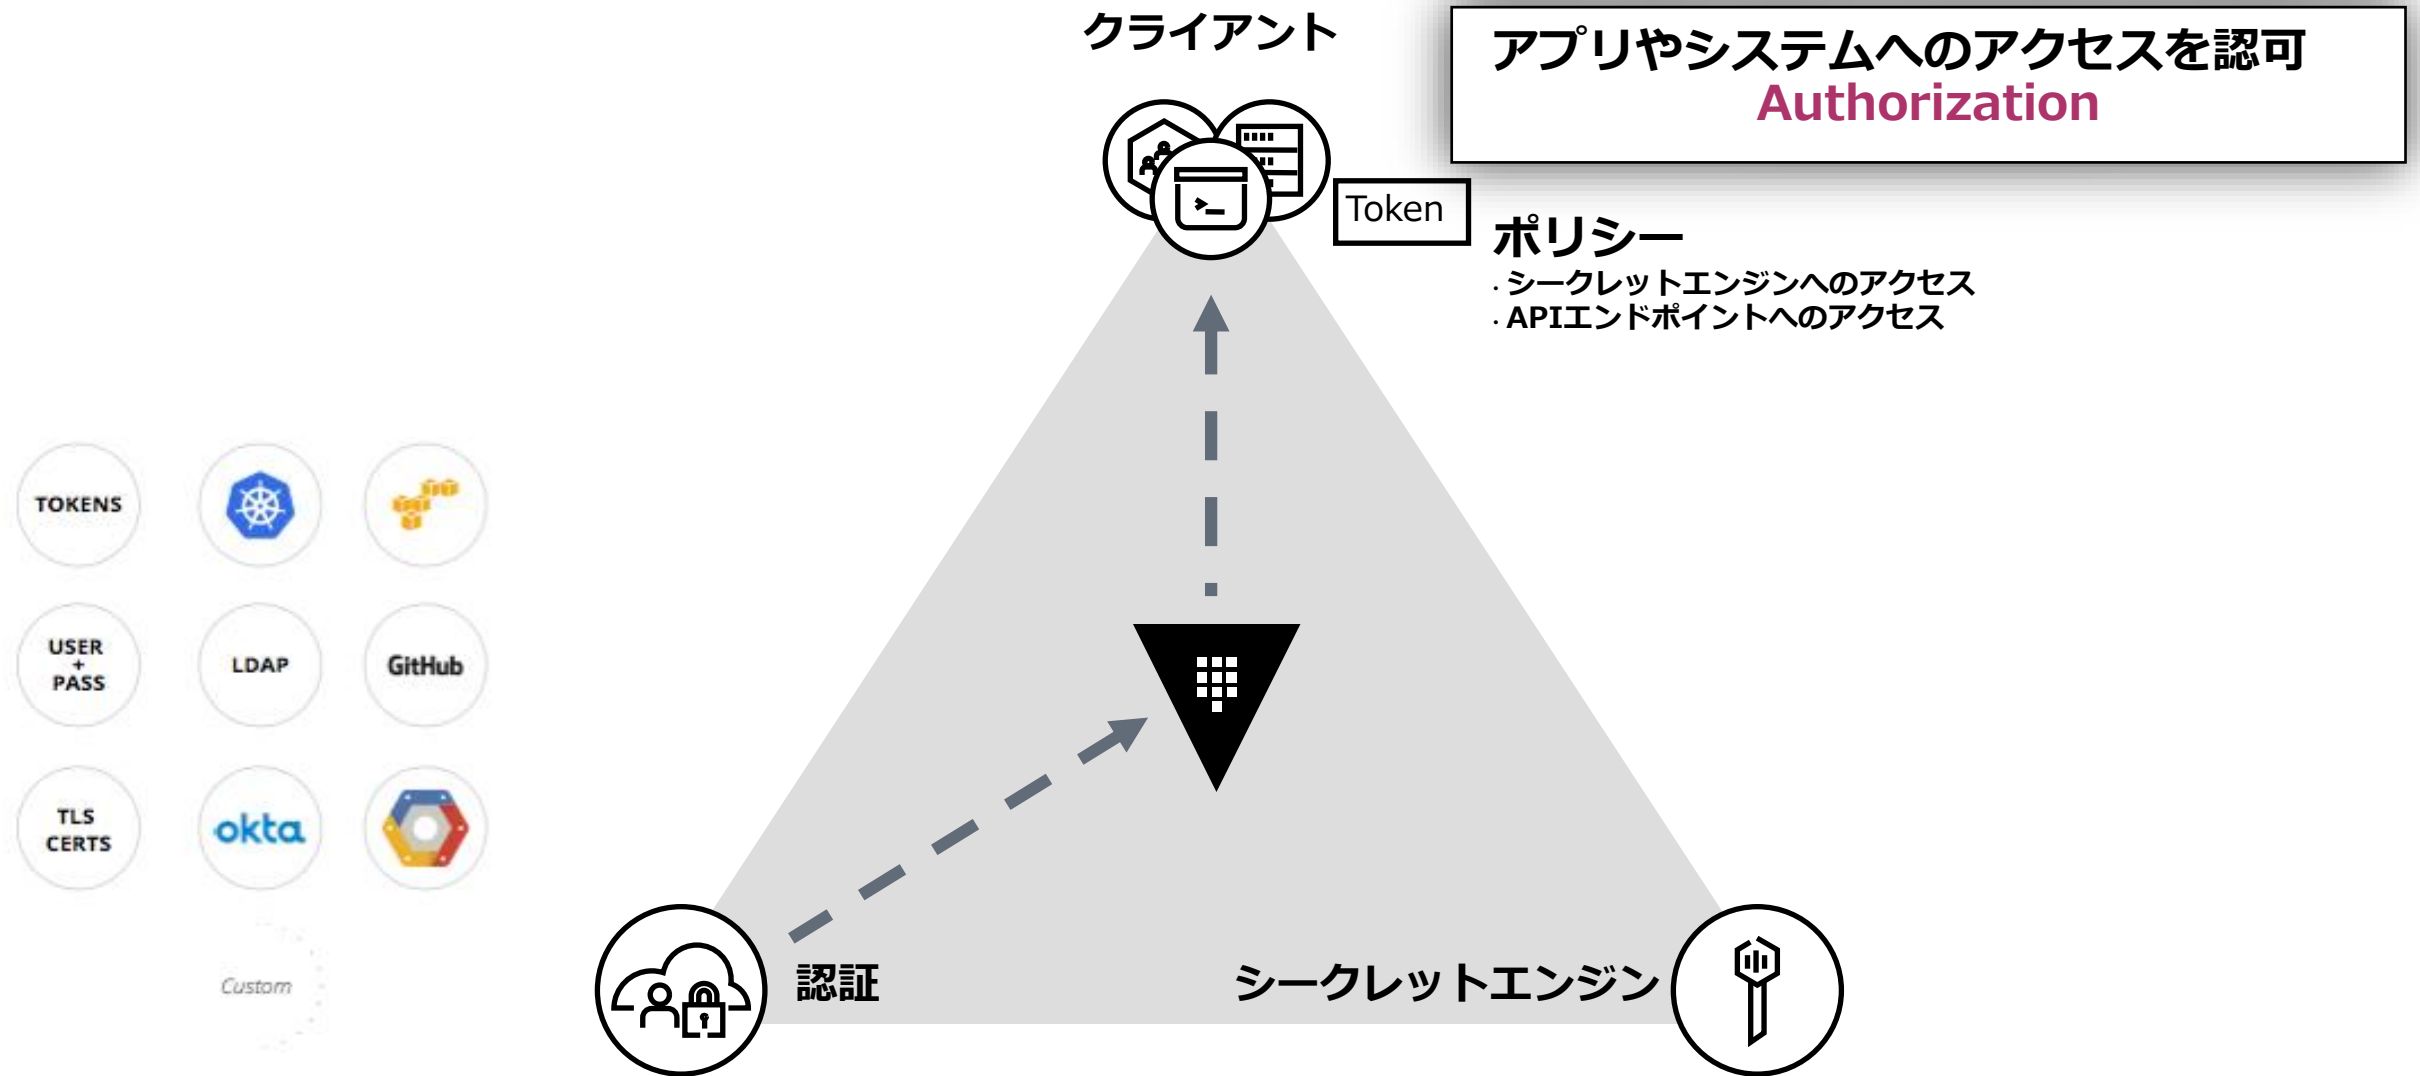 クライアント
アプリやシステムへのアクセスを認可
Authorization
Token
ポリシー
· シークレットエンジンへのアクセス
· APIエンドポイントへのアクセス
TOKENS
USER
+
PASS
LDAP
GitHub
TLS
CERTS
okta
Custom
認証
シークレットエンジン